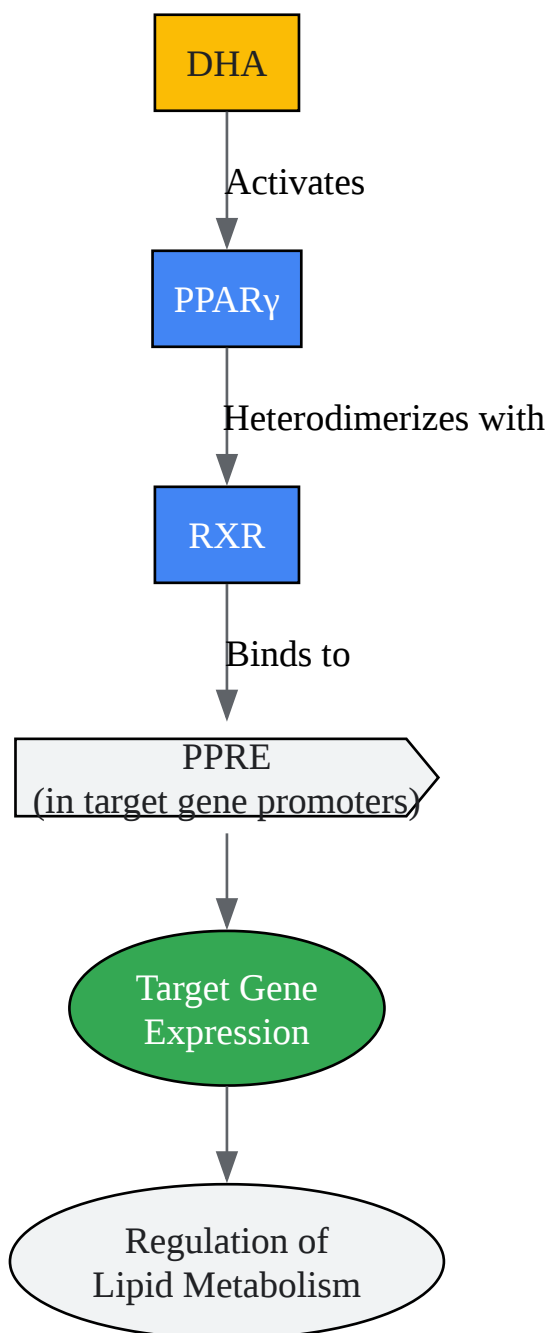 DHA
Activates
PPARγ
Heterodimerizes with
RXR
Binds to
PPRE
(in target gene promoters)
Target Gene
Expression
Regulation of
Lipid Metabolism